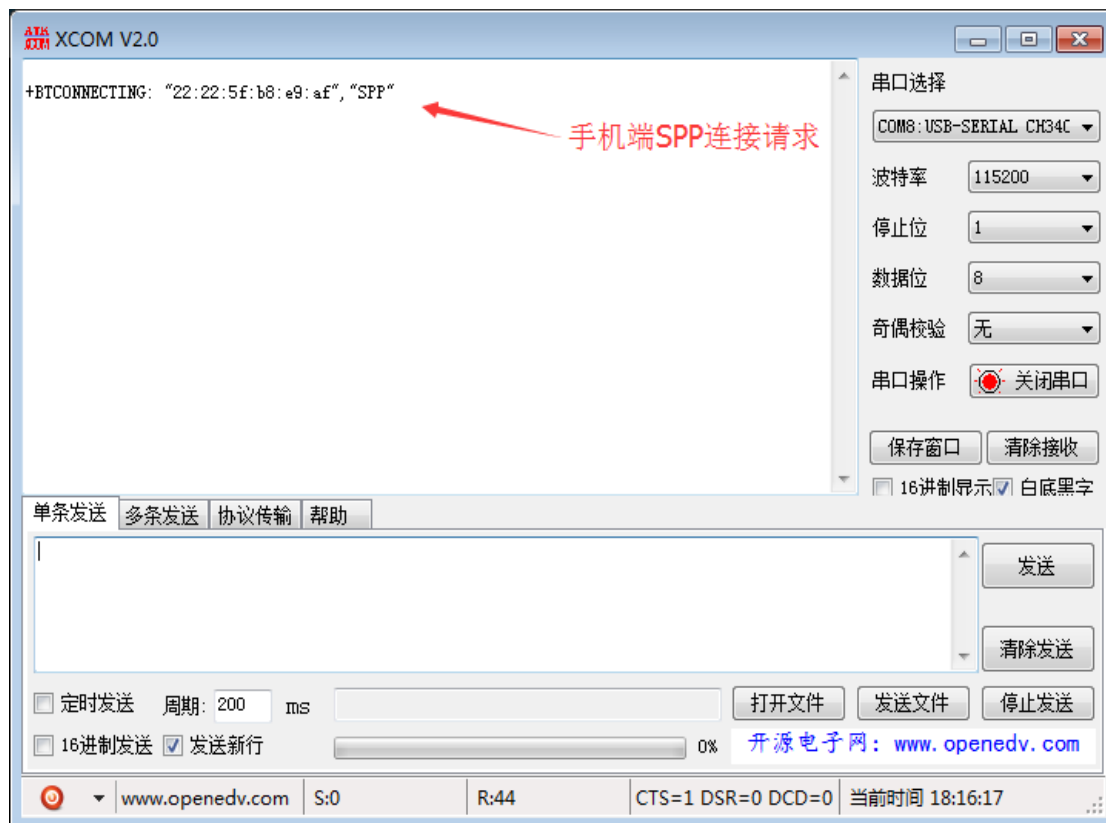 ATK COM XCOM V2.0
+BTCONNECTING: "22:22:5f:b8:e9:af","SPP"
手机端SPP连接请求
串口选择
COM8:USB-SERIAL CH340
波特率 115200
停止位 1
数据位 8
奇偶校验 无
串口操作 关闭串口
保存窗口 清除接收
16进制显示 白底黑字
单条发送 多条发送 协议传输 帮助
发送
清除发送
定时发送 周期: 200 ms 打开文件 发送文件 停止发送
16进制发送 发送新行 0% 开源电子网: www.openedv.com
www.openedv.com S:0 R:44 CTS=1 DSR=0 DCD=0 当前时间 18:16:17